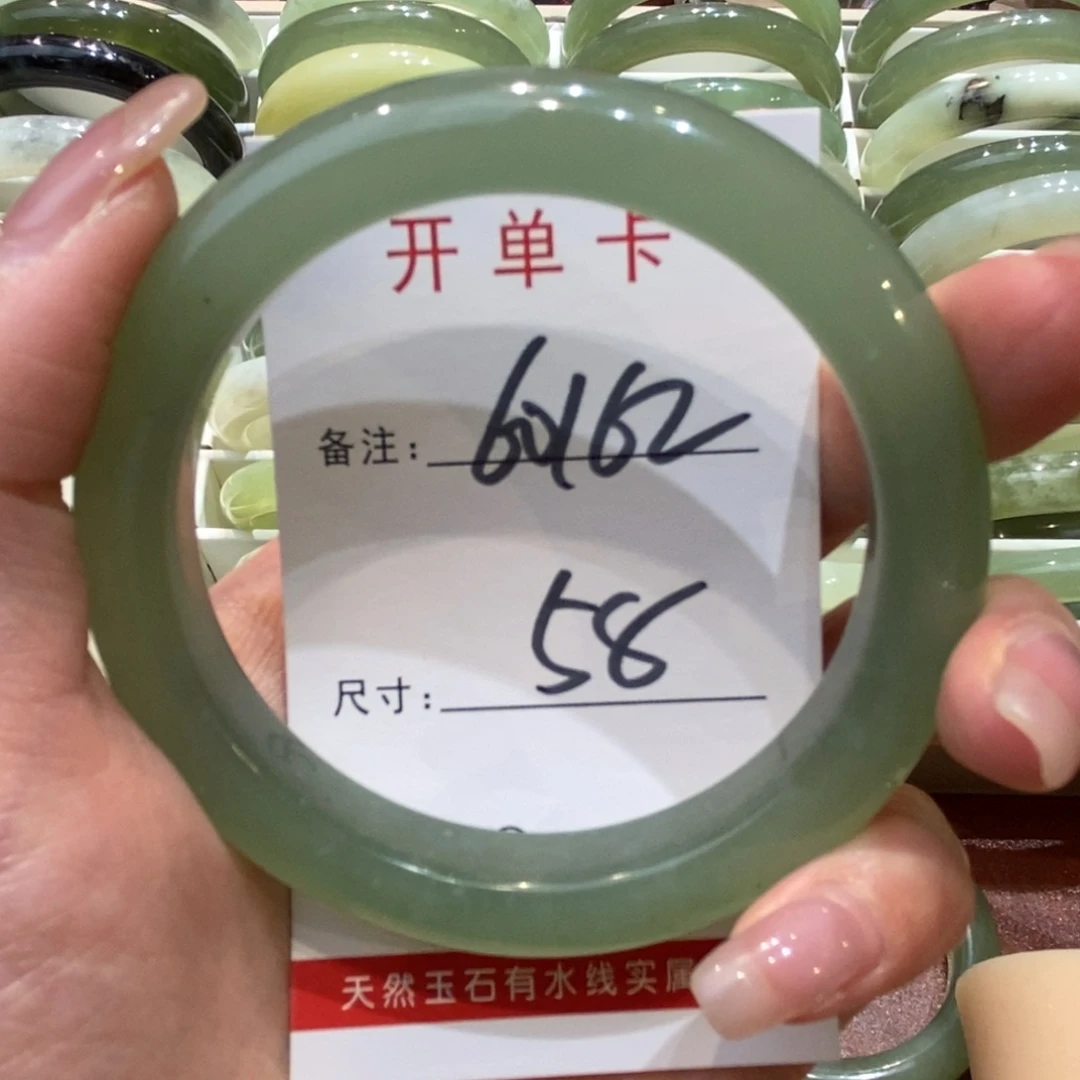 开单卡
备注: 60162
尺寸: 58
天然玉石有水线实属